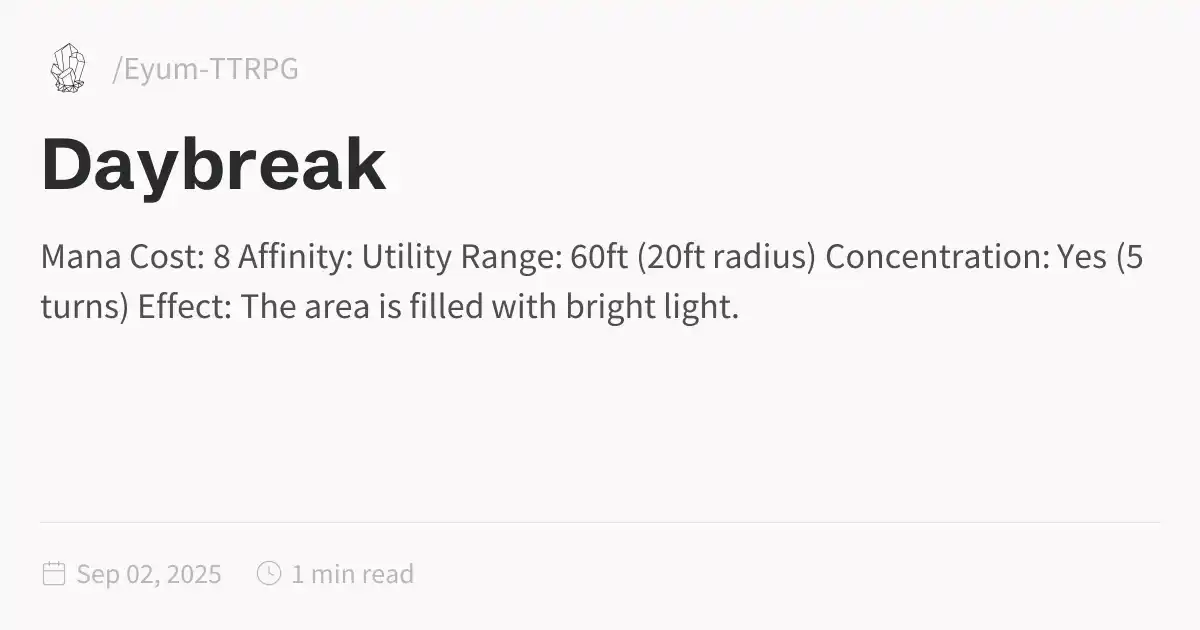 /Eyum-TTRPG
Daybreak
Mana Cost: 8 Affinity: Utility Range: 60ft (20ft radius) Concentration: Yes (5
turns) Effect: The area is filled with bright light.
Sep 02, 2025 1 min read